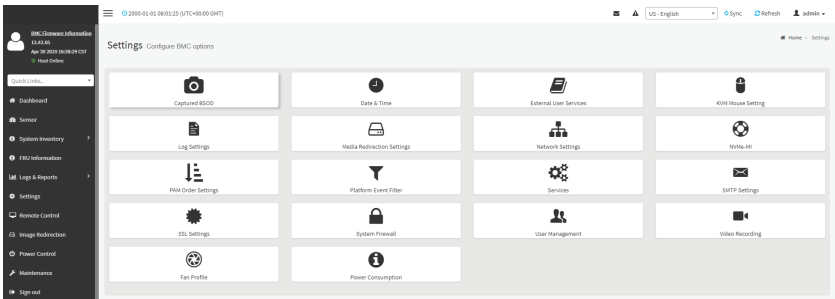 2000-01-01 08:01:25 (UTC+00:00 GMT)
US - English
Sync
Refresh
admin
BMC Firmware Information
12.42.05
Apr 30 2020 16:30:29 CST
Host Online
Quick Links...
Dashboard
Sensor
System Inventory
FRU Information
Logs & Reports
Settings
Remote Control
Image Redirection
Power Control
Maintenance
Sign out
Settings Configure BMC options
Home > Settings
Captured BSOD
Date & Time
External User Services
KVM Mouse Setting
Log Settings
Media Redirection Settings
Network Settings
NVMe-MI
PAM Order Settings
Platform Event Filter
Services
SMTP Settings
SSL Settings
System Firewall
User Management
Video Recording
Fan Profile
Power Consumption